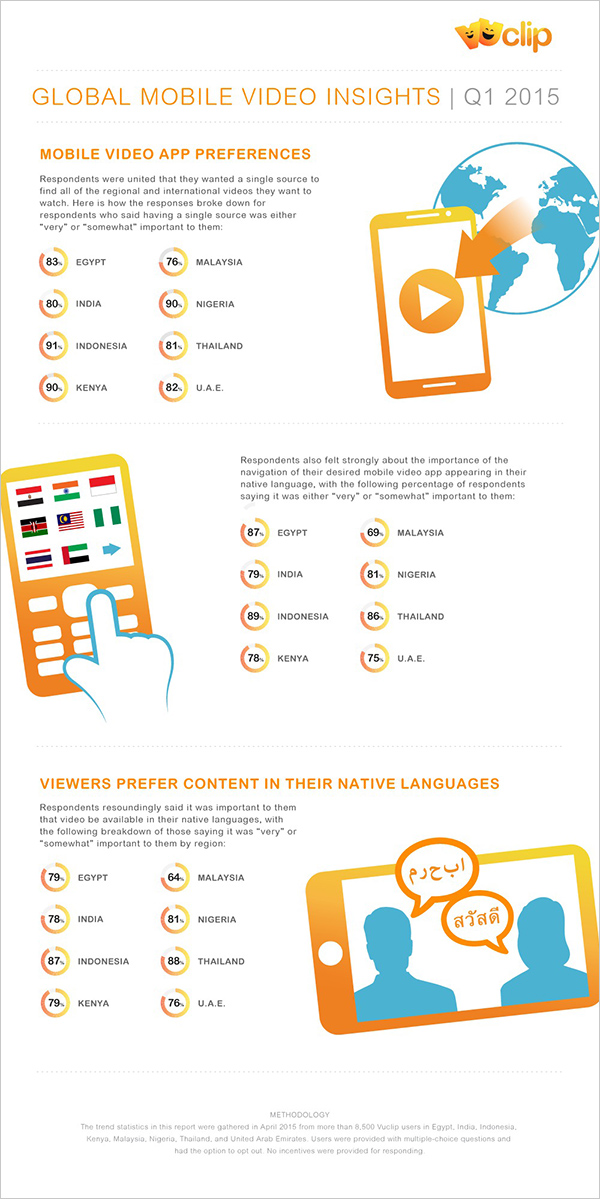 vuclip
GLOBAL MOBILE VIDEO INSIGHTS | Q1 2015
MOBILE VIDEO APP PREFERENCES
Respondents were united that they wanted a single source to
find all of the regional and international videos they want to
watch. Here is how the responses broke down for
respondents who said having a single source was either
“very” or “somewhat” important to them:
83% EGYPT 76% MALAYSIA
80% INDIA 90% NIGERIA
91% INDONESIA 81% THAILAND
90% KENYA 82% U.A.E.
Respondents also felt strongly about the importance of the
navigation of their desired mobile video app appearing in their
native language, with the following percentage of respondents
saying it was either “very” or “somewhat” important to them:
87% EGYPT 69% MALAYSIA
79% INDIA 81% NIGERIA
89% INDONESIA 86% THAILAND
78% KENYA 75% U.A.E.
VIEWERS PREFER CONTENT IN THEIR NATIVE LANGUAGES
Respondents resoundingly said it was important to them
that video be available in their native languages, with
the following breakdown of those saying it was “very” or
“somewhat” important to them by region:
79% EGYPT 64% MALAYSIA
78% INDIA 81% NIGERIA
87% INDONESIA 88% THAILAND
79% KENYA 76% U.A.E.
ابحرم
สวัสดี
METHODOLOGY
The trend statistics in this report were gathered in April 2015 from more than 8,500 Vuclip users in Egypt, India, Indonesia,
Kenya, Malaysia, Nigeria, Thailand, and United Arab Emirates. Users were provided with multiple-choice questions and
had the option to opt out. No incentives were provided for responding.